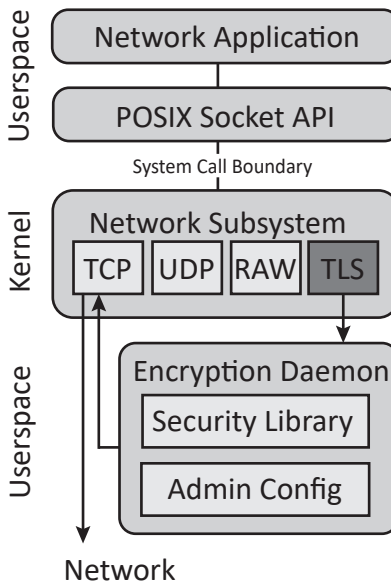 Userspace
Network Application
POSIX Socket API
System Call Boundary
Kernel
Network Subsystem
TCP UDP RAW TLS
Userspace
Encryption Daemon
Security Library
Admin Config
Network